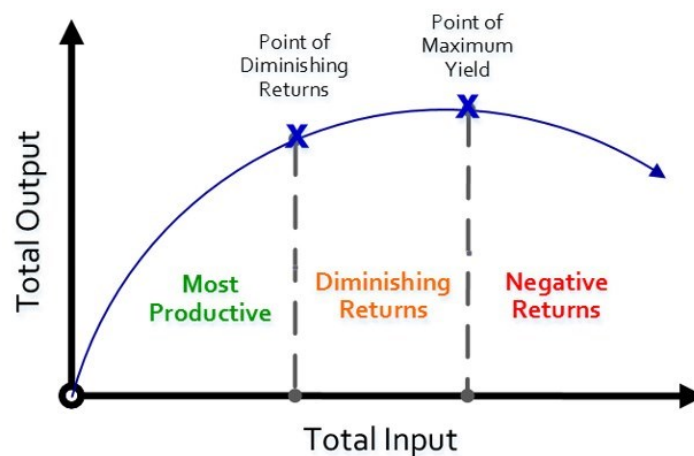 Point of
Diminishing
Returns
Point of
Maximum
Yield
X
X
Total Output
Most
Productive
Diminishing
Returns
Negative
Returns
Total Input